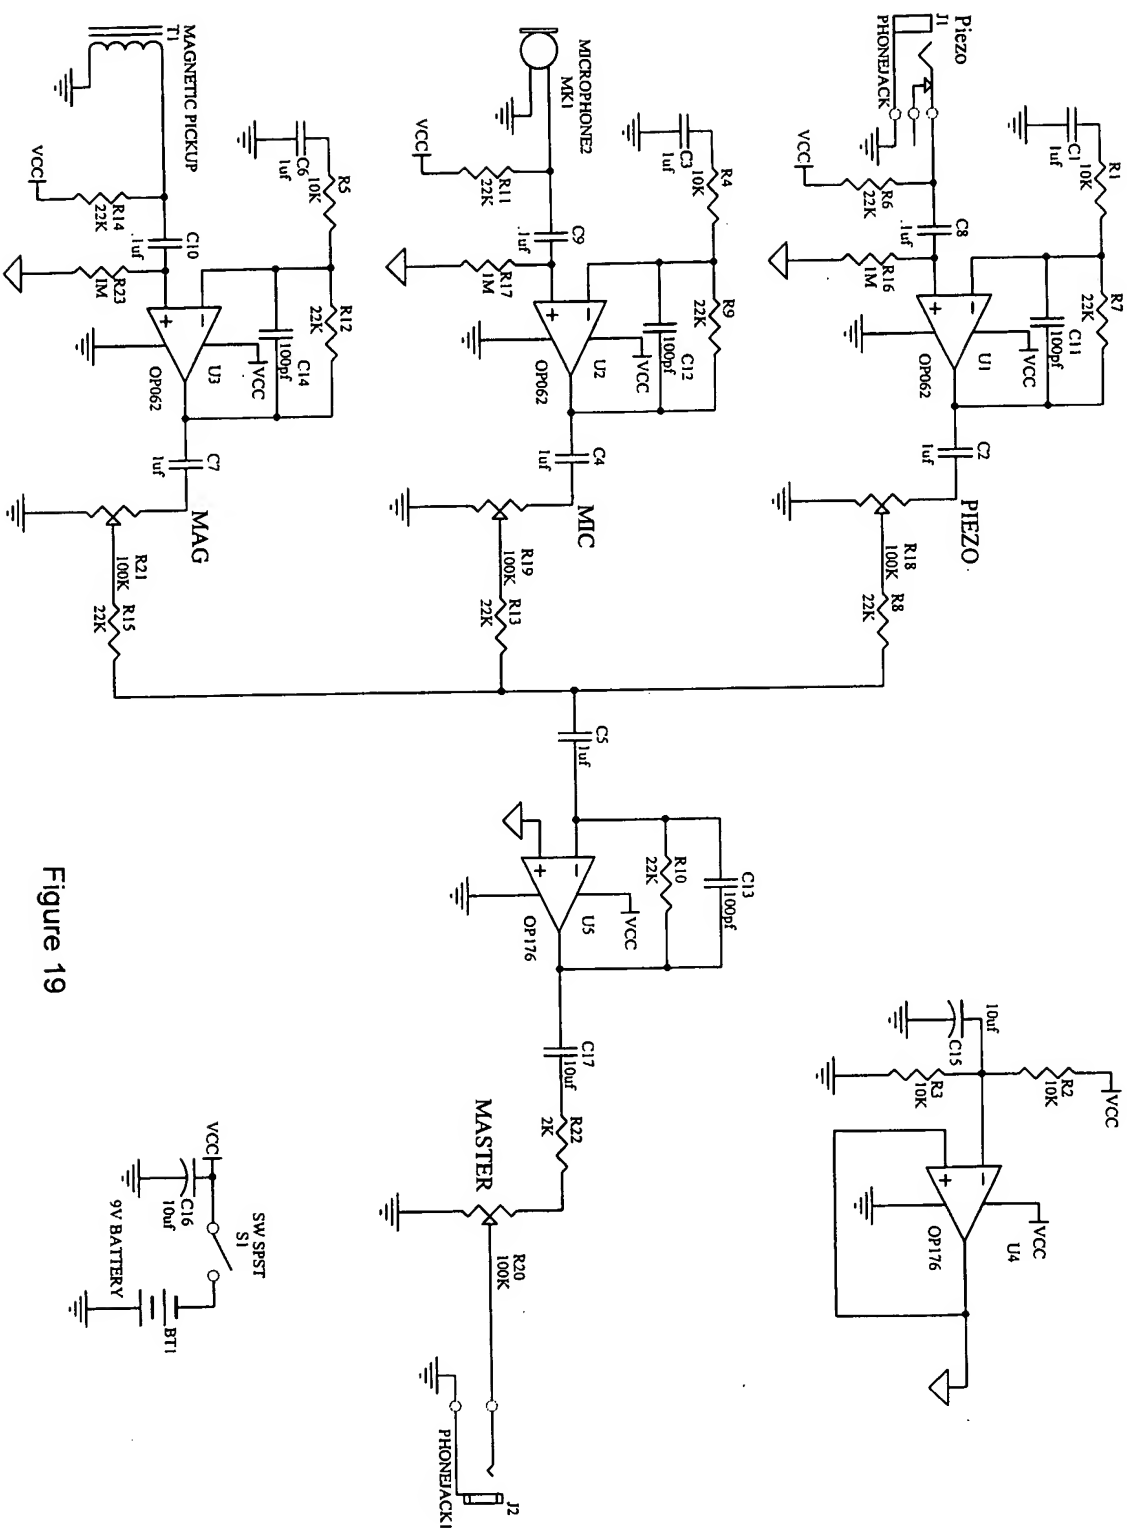 Piezo
J1
PHONEJACK
R1
10K
C1
1uf
VCC
R6
22K
C8
.1uf
R16
1M
R7
22K
C11
100pf
VCC
U1
OP062
C2
1uf
PIEZO
R18
100K
R8
22K
MICROPHONE2
MK1
R4
10K
C3
1uf
VCC
R11
22K
C9
.1uf
R17
1M
R9
22K
C12
100pf
VCC
U2
OP062
C4
1uf
MIC
R19
100K
R13
22K
MAGNETIC PICKUP
T1
R5
10K
C6
1uf
VCC
R14
22K
C10
.1uf
R23
1M
R12
22K
C14
100pf
VCC
U3
OP062
C7
1uf
MAG
R21
100K
R15
22K
C5
1uf
C13
100pf
R10
22K
VCC
U5
OP176
C17
10uf
R22
2K
MASTER
R20
100K
J2
PHONEJACK1
VCC
R2
10K
R3
10K
C15
10uf
VCC
U4
OP176
SW SPST
S1
VCC
C16
10uf
9V BATTERY
BT1
+
-
+
-
+
-
+
-
+
-
Figure 19